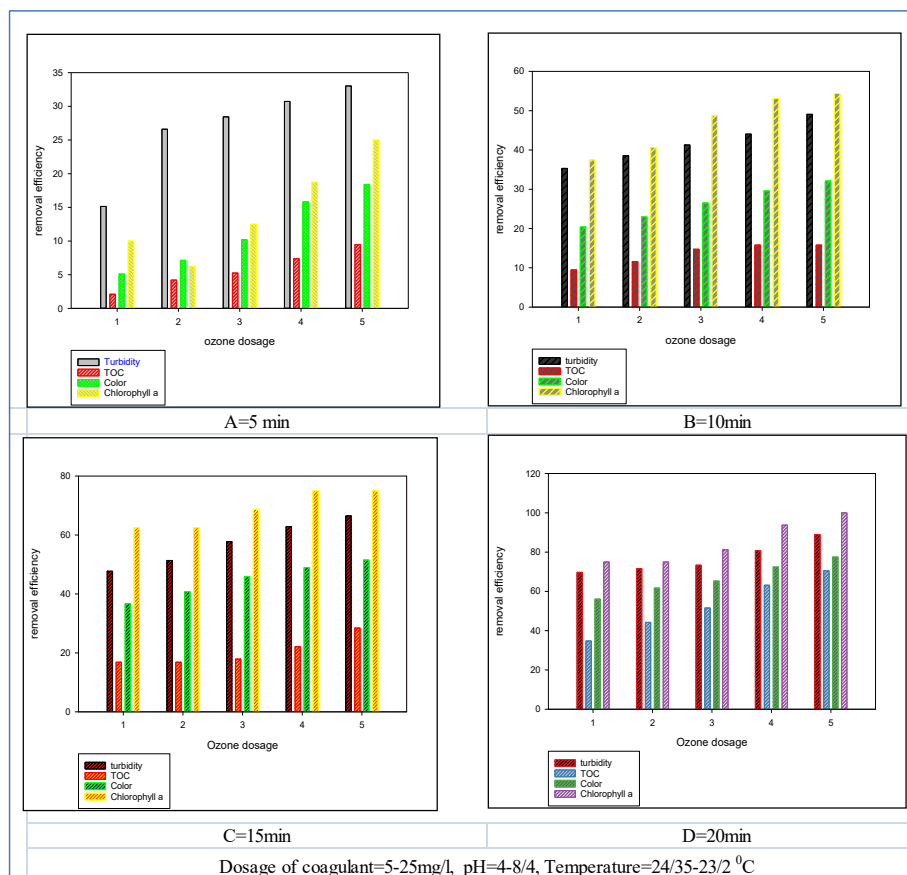 35
30
25
20
15
10
5
0
removal efficiency
1 2 3 4 5
ozone dosage
Turbidity
TOC
Color
Chlorophyll a
60
50
40
30
20
10
0
removal efficiency
1 2 3 4 5
ozone dosage
turbidity
TOC
Color
Chlorophyll a
A=5 min
B=10min
80
60
40
20
0
removal efficiency
1 2 3 4 5
Ozone dosage
turbidity
TOC
Color
Chlorophyll a
120
100
80
60
40
20
0
removal efficiency
1 2 3 4 5
Ozone dosage
turbidity
TOC
Color
Chlorophyll a
C=15min
D=20min
Dosage of coagulant=5-25mg/l, pH=4-8/4, Temperature=24/35-23/2 ⁰C